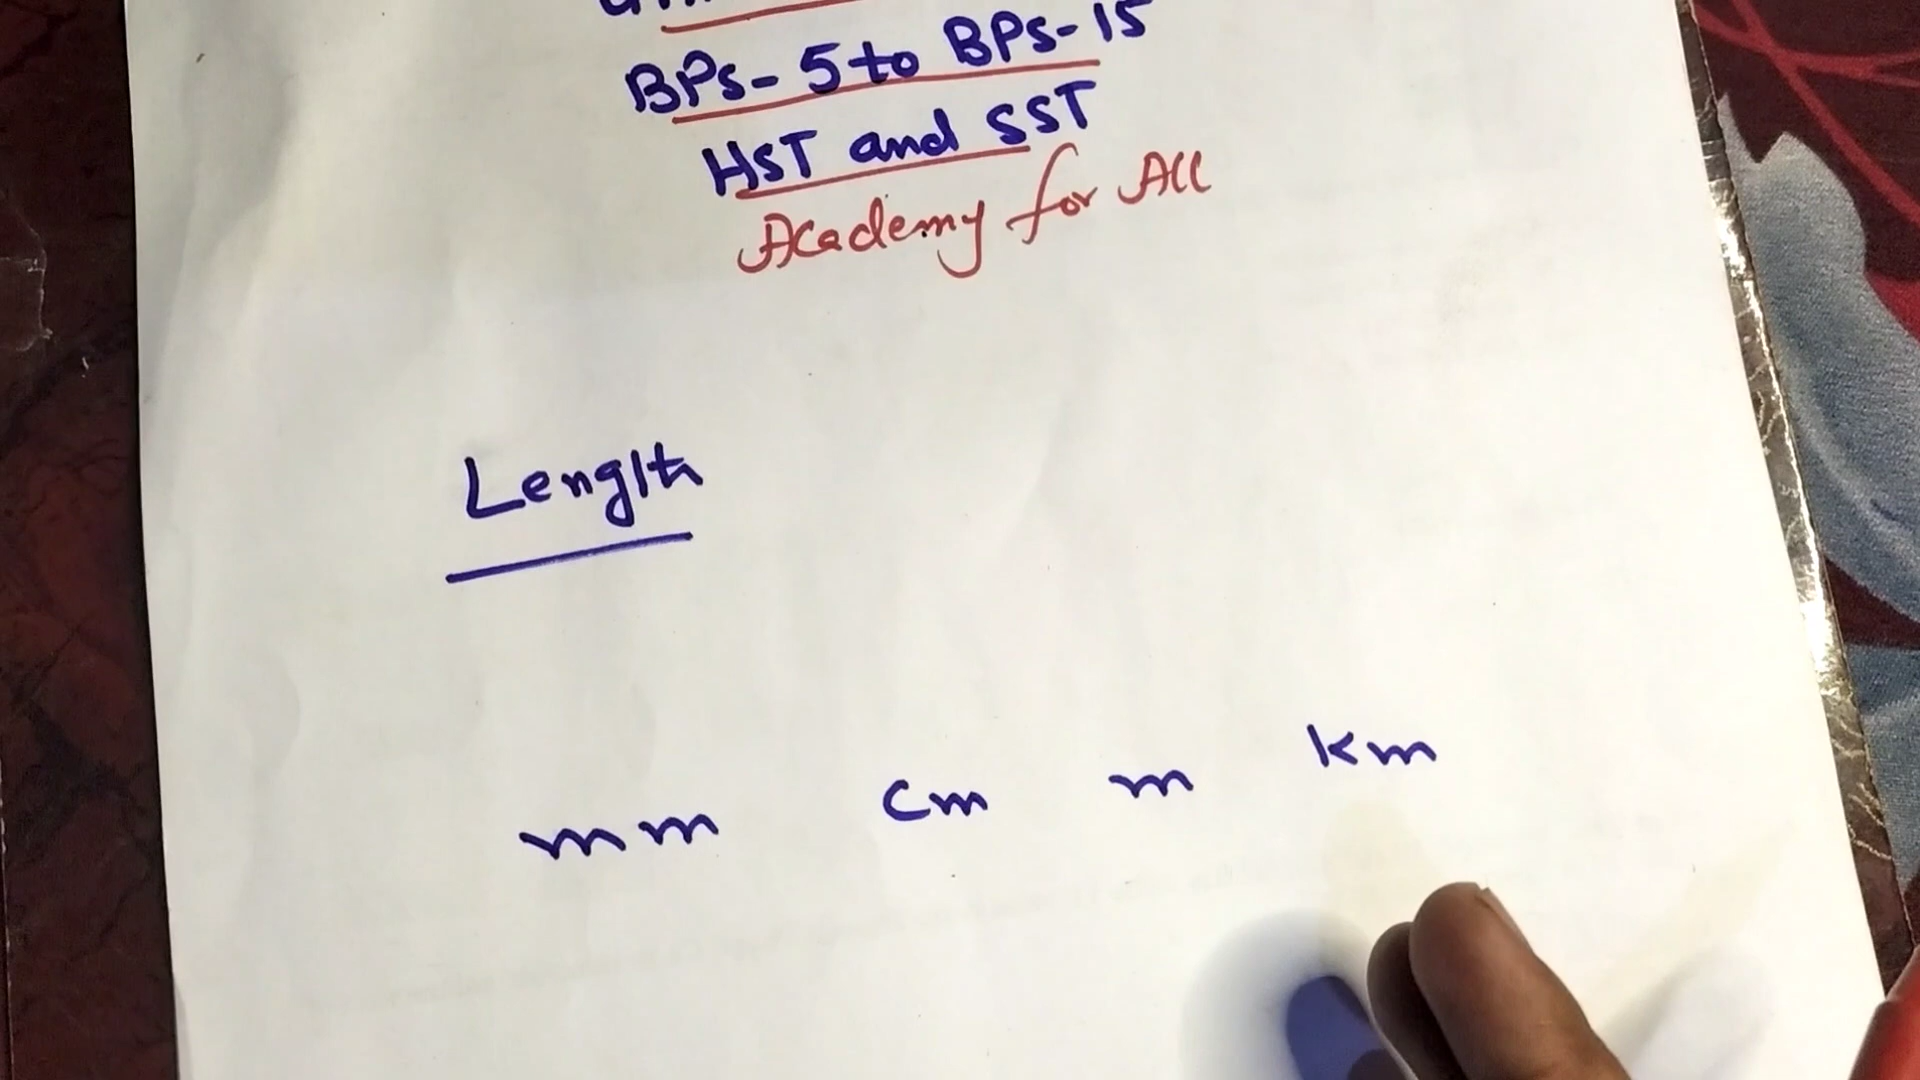 BPS-5 to BPS-15
HST and SST
Academy for All
Length
mm cm m km